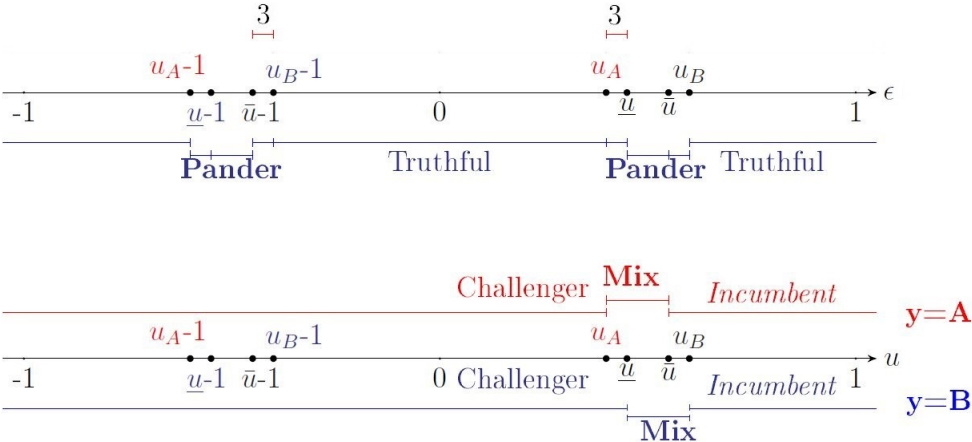 3 3
u_A-1 u_B-1 u_A u_B
-1 u̲-1 ū-1 0 u̲ ū 1 ϵ
Pander Truthful Pander Truthful
Challenger Mix Incumbent
y=A
u_A-1 u_B-1 u_A u_B
-1 u̲-1 ū-1 0 Challenger u̲ ū Incumbent 1 u
y=B
Mix